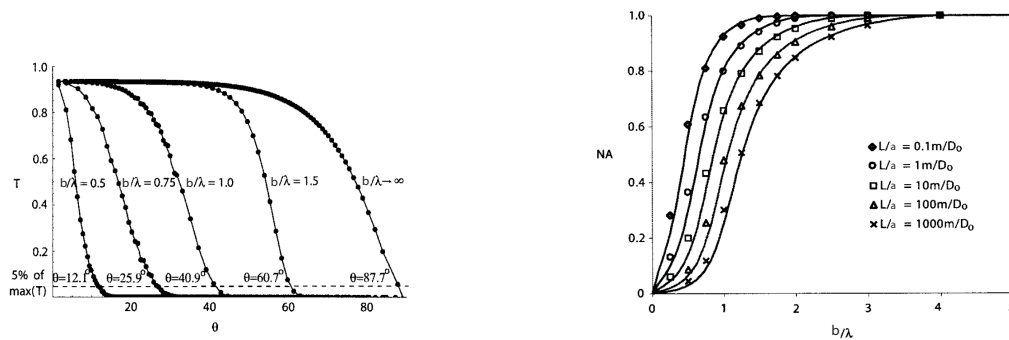 1.0
0.8
0.6
T
0.4
0.2
b/λ = 0.5
b/λ = 0.75
b/λ = 1.0
b/λ = 1.5
b/λ→ ∞
5% of
max(T)
θ=12.1°
θ=25.9°
θ=40.9°
θ=60.7°
θ=87.7°
20
40
60
80
θ
1.0
0.8
0.6
NA
0.4
0.2
0
0
1
2
3
4
b/λ
L/a = 0.1m/D₀
L/a = 1m/D₀
L/a = 10m/D₀
L/a = 100m/D₀
L/a = 1000m/D₀